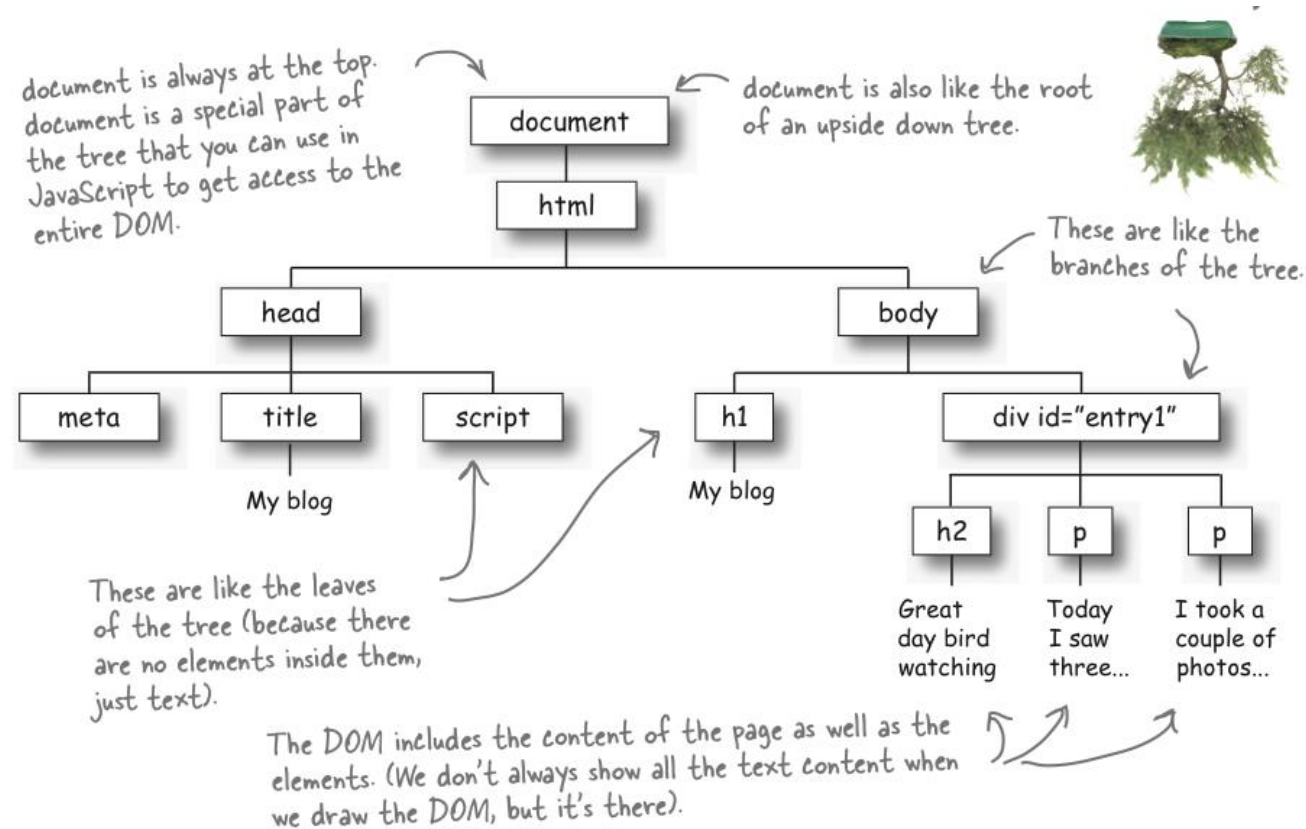 document is always at the top.
document is a special part of
the tree that you can use in
JavaScript to get access to the
entire DOM.
document
document is also like the root
of an upside down tree.
html
These are like the
branches of the tree.
head
body
meta
title
script
h1
div id="entry1"
My blog
My blog
h2
p
p
Great
day bird
watching
Today
I saw
three...
I took a
couple of
photos...
These are like the leaves
of the tree (because there
are no elements inside them,
just text).
The DOM includes the content of the page as well as the
elements. (We don't always show all the text content when
we draw the DOM, but it's there).